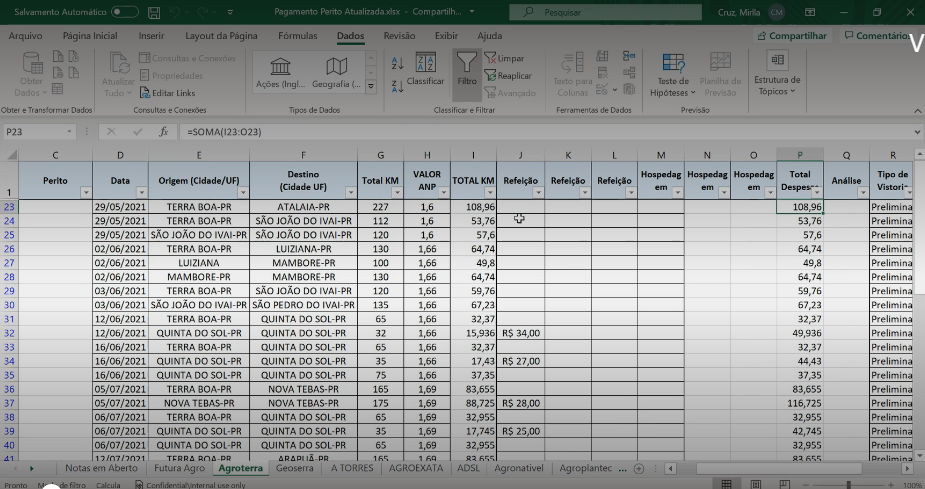 Salvamento Automático
Pagamento Perito Atualizada.xlsx - Compartilh...
Pesquisar
Cruz, Mirlla CM
Arquivo Página Inicial Inserir Layout da Página Fórmulas Dados Revisão Exibir Ajuda Compartilhar Comentário
V
Obter Dados
Atualizar Tudo
Consultas e Conexões
Propriedades
Editar Links
Ações (Ingl... Geografia (...
Classificar
Filtro
Limpar
Reaplicar
Avançado
Texto para Colunas
Teste de Hipóteses
Planilha de Previsão
Estrutura de Tópicos
Obter e Transformar Dados Consultas e Conexões Tipos de Dados Classificar e Filtrar Ferramentas de Dados Previsão
P23 fx =SOMA(I23:O23)
C D E F G H I J K L M N O P Q R
1 Perito Data Origem (Cidade/UF) Destino (Cidade UF) Total KM VALOR ANP TOTAL KM Refeição Refeição Refeição Hospedagem Hospedagem Hospedagem Total Despesa Análise Tipo de Vistoria
23 29/05/2021 TERRA BOA-PR ATALAIA-PR 227 1,6 108,96 108,96 Prelimina
24 29/05/2021 TERRA BOA-PR SÃO JOÃO DO IVAI-PR 112 1,6 53,76 53,76 Prelimina
25 29/05/2021 SÃO JOÃO DO IVAI-PR SÃO JOÃO DO IVAI-PR 120 1,6 57,6 57,6 Prelimina
26 02/06/2021 TERRA BOA-PR LUIZIANA-PR 130 1,66 64,74 64,74 Prelimina
27 02/06/2021 LUIZIANA MAMBORE-PR 100 1,66 49,8 49,8 Prelimina
28 02/06/2021 MAMBORE-PR MAMBORE-PR 130 1,66 64,74 64,74 Prelimina
29 03/06/2021 TERRA BOA-PR SÃO JOÃO DO IVAI-PR 120 1,66 59,76 59,76 Prelimina
30 03/06/2021 SÃO JOÃO DO IVAI-PR SÃO PEDRO DO IVAI-PR 135 1,66 67,23 67,23 Prelimina
31 12/06/2021 TERRA BOA-PR QUINTA DO SOL-PR 65 1,66 32,37 32,37 Prelimina
32 12/06/2021 QUINTA DO SOL-PR QUINTA DO SOL-PR 32 1,66 15,936 R$ 34,00 49,936 Prelimina
33 16/06/2021 TERRA BOA-PR QUINTA DO SOL-PR 65 1,66 32,37 32,37 Prelimina
34 16/06/2021 QUINTA DO SOL-PR QUINTA DO SOL-PR 35 1,66 17,43 R$ 27,00 44,43 Prelimina
35 16/06/2021 QUINTA DO SOL-PR QUINTA DO SOL-PR 75 1,66 37,35 37,35 Prelimina
36 05/07/2021 TERRA BOA-PR NOVA TEBAS-PR 165 1,69 83,655 83,655 Prelimina
37 05/07/2021 NOVA TEBAS-PR NOVA TEBAS-PR 175 1,69 88,725 R$ 28,00 116,725 Prelimina
38 06/07/2021 TERRA BOA-PR QUINTA DO SOL-PR 65 1,69 32,955 32,955 Prelimina
39 06/07/2021 QUINTA DO SOL-PR QUINTA DO SOL-PR 35 1,69 17,745 R$ 25,00 42,745 Prelimina
40 06/07/2021 QUINTA DO SOL-PR QUINTA DO SOL-PR 65 1,69 32,955 32,955 Prelimina
41 12/07/2021 TERRA BOA-PR ARAPUÃ-PR 165 1,69 83,655 83,655 Prelimina
Notas em Aberto Futura Agro Agroterra Geoserra A TORRES AGROEXATA ADSL Agronativel Agroplantec ...
Pronto de filtro Calcula Confidential\Internal use only 100%